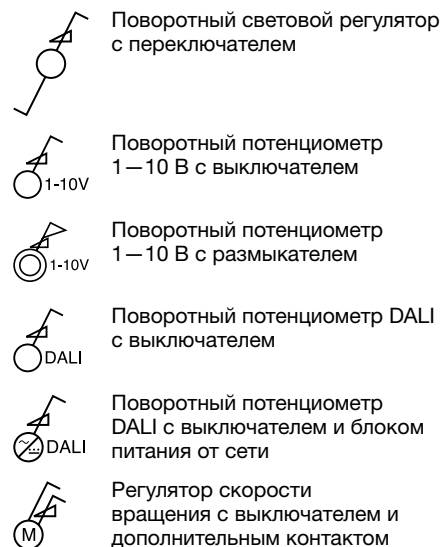 Поворотный световой регулятор
с переключателем
Поворотный потенциометр
1—10 В с выключателем
1-10V
Поворотный потенциометр
1—10 В с размыкателем
1-10V
Поворотный потенциометр DALI
с выключателем
DALI
Поворотный потенциометр
DALI с выключателем и блоком
питания от сети
DALI
Регулятор скорости
вращения с выключателем и
дополнительным контактом
M